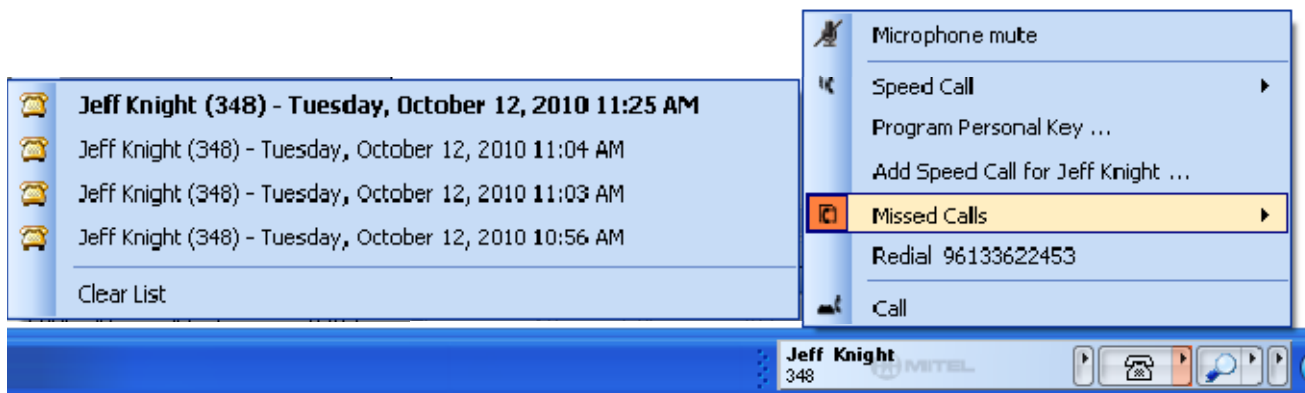 Jeff Knight (348) - Tuesday, October 12, 2010 11:25 AM
Jeff Knight (348) - Tuesday, October 12, 2010 11:04 AM
Jeff Knight (348) - Tuesday, October 12, 2010 11:03 AM
Jeff Knight (348) - Tuesday, October 12, 2010 10:56 AM
Clear List
Microphone mute
Speed Call
Program Personal Key ...
Add Speed Call for Jeff Knight ...
Missed Calls
Redial 96133622453
Call
Jeff Knight
348
MITEL